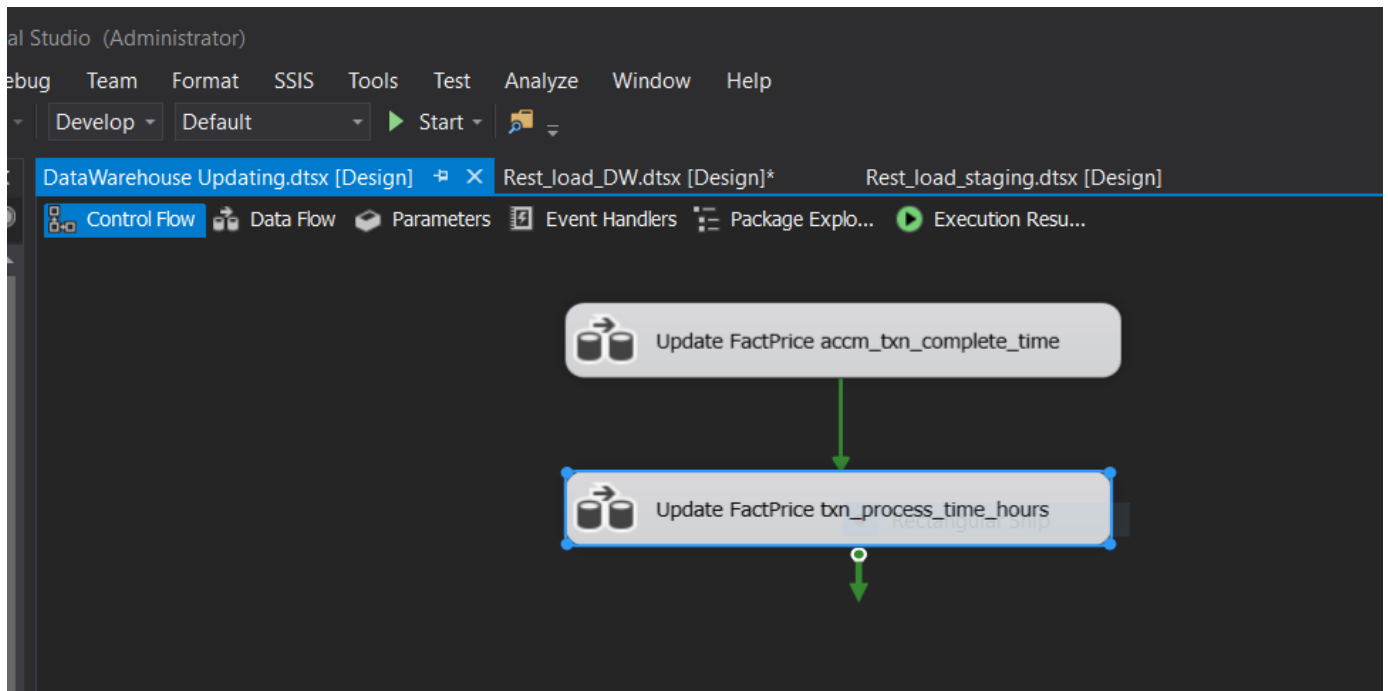 al Studio (Administrator)
ebug Team Format SSIS Tools Test Analyze Window Help
Develop Default Start
DataWarehouse Updating.dtsx [Design] Rest_load_DW.dtsx [Design]* Rest_load_staging.dtsx [Design]
Control Flow Data Flow Parameters Event Handlers Package Explo... Execution Resu...
Update FactPrice accm_txn_complete_time
Update FactPrice txn_process_time_hours
Rectangular Snip